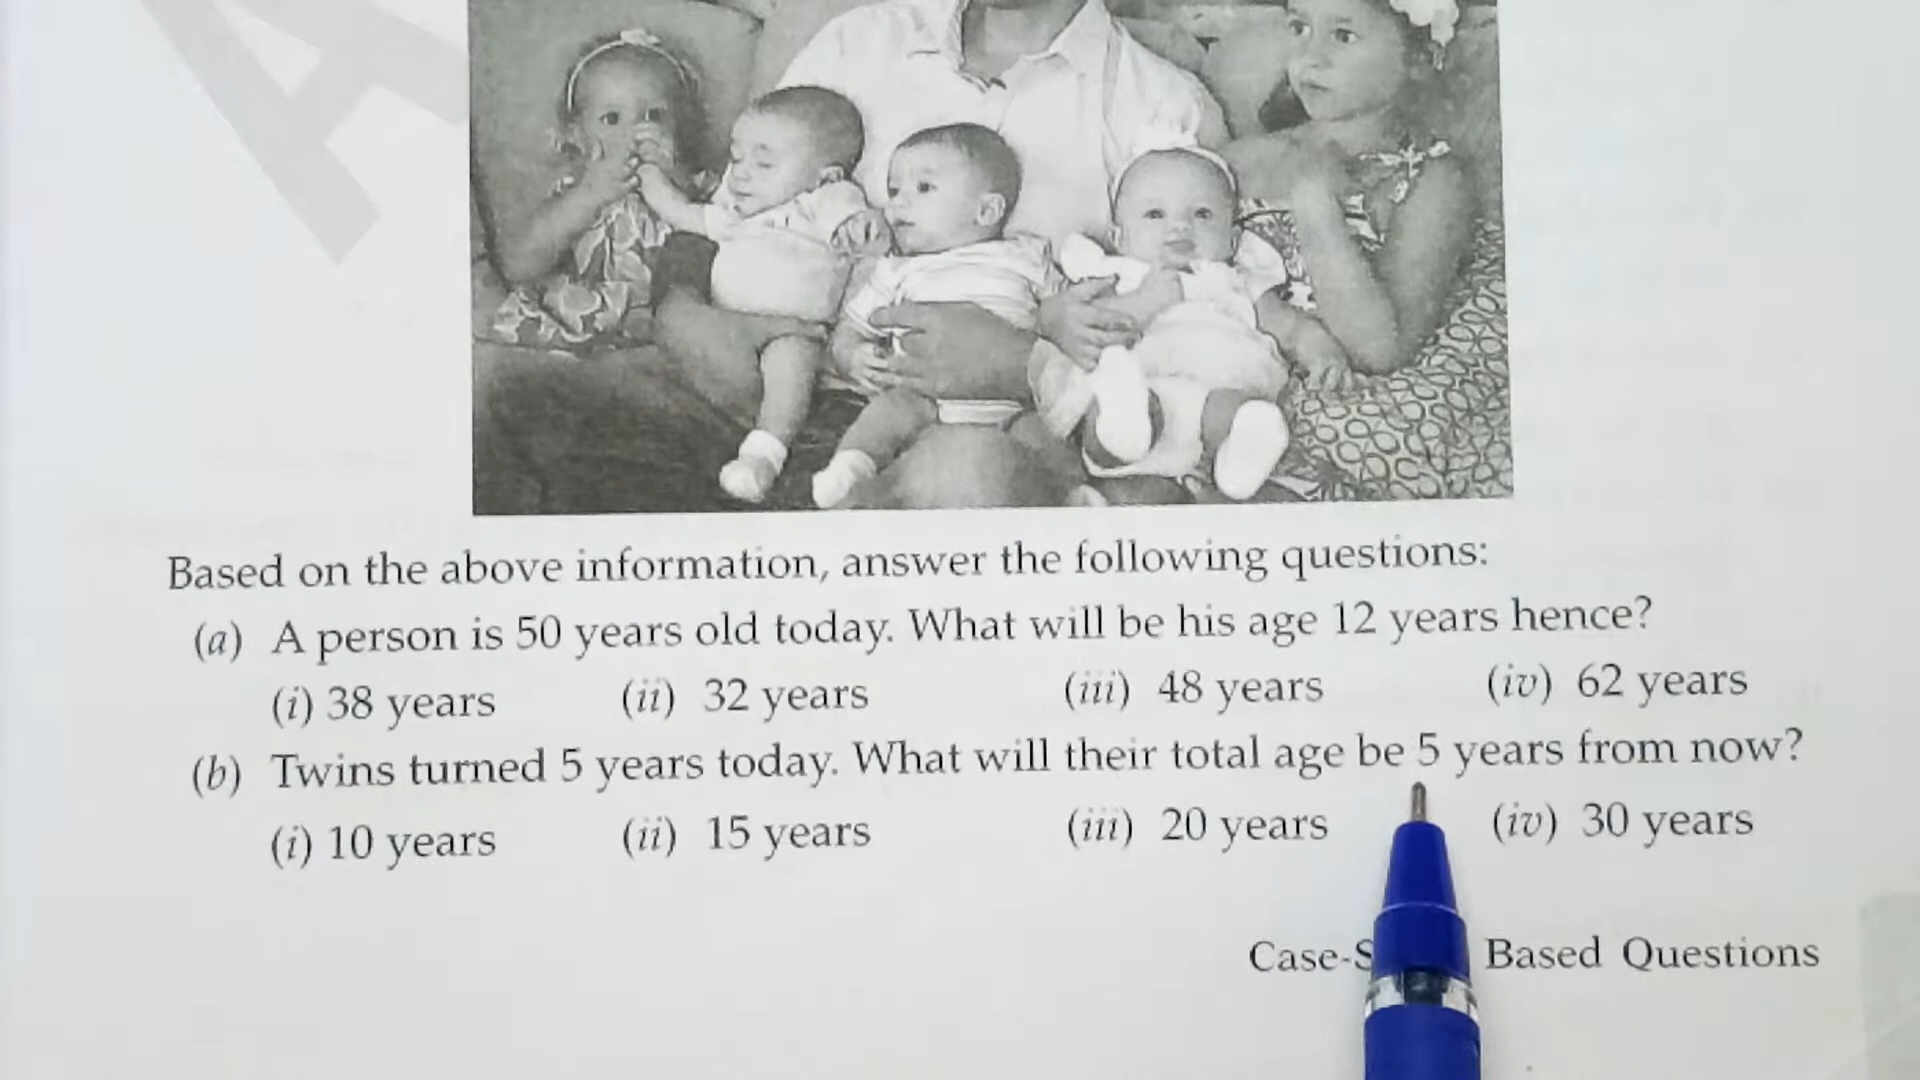 Based on the above information, answer the following questions:
(a) A person is 50 years old today. What will be his age 12 years hence?
(i) 38 years (ii) 32 years (iii) 48 years (iv) 62 years
(b) Twins turned 5 years today. What will their total age be 5 years from now?
(i) 10 years (ii) 15 years (iii) 20 years (iv) 30 years
Case-S Based Questions